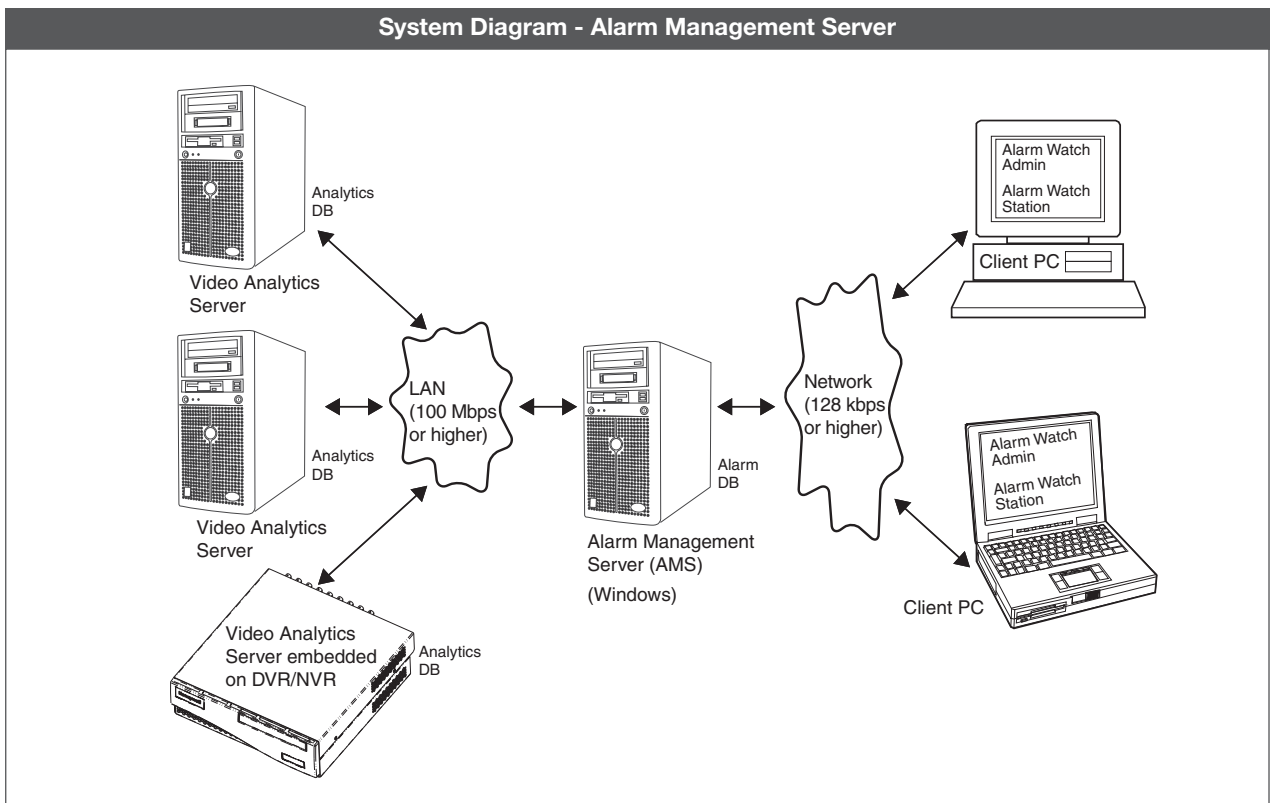 System Diagram - Alarm Management Server
Analytics
DB
Video Analytics
Server
Analytics
DB
Video Analytics
Server
Video Analytics
Server embedded
on DVR/NVR
Analytics
DB
LAN
(100 Mbps
or higher)
Alarm
DB
Alarm Management
Server (AMS)
(Windows)
Network
(128 kbps
or higher)
Alarm Watch
Admin
Alarm Watch
Station
Client PC
Alarm Watch
Admin
Alarm Watch
Station
Client PC